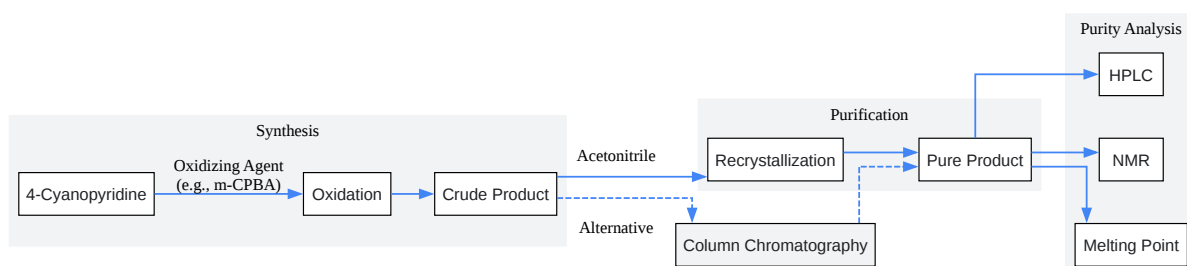 Synthesis
4-Cyanopyridine
Oxidizing Agent
(e.g., m-CPBA)
Oxidation
Crude Product
Acetonitrile
Alternative
Purification
Recrystallization
Pure Product
Column Chromatography
Purity Analysis
HPLC
NMR
Melting Point